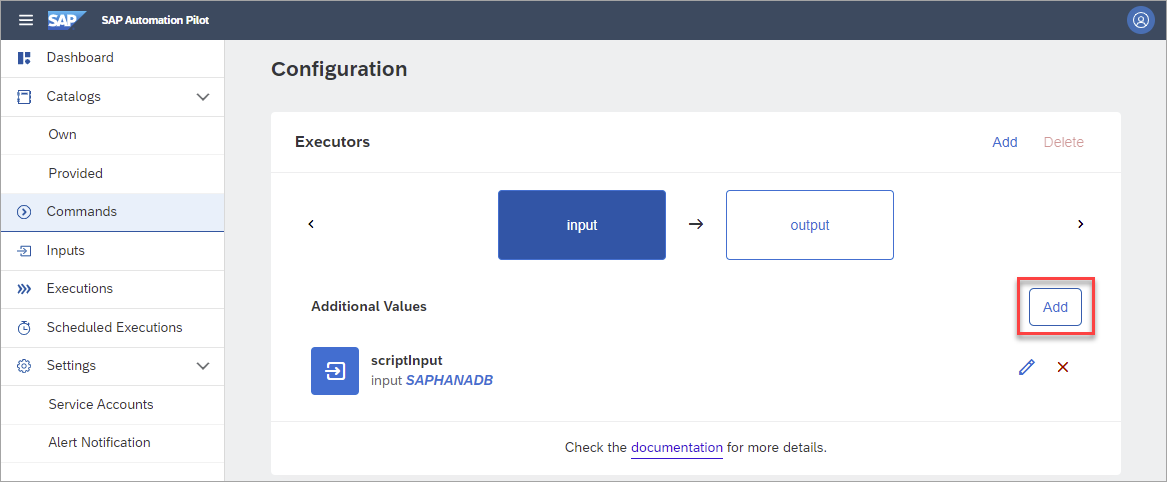 SAP SAP Automation Pilot
Dashboard
Catalogs
Own
Provided
Commands
Inputs
Executions
Scheduled Executions
Settings
Service Accounts
Alert Notification
Configuration
Executors Add Delete
input output
Additional Values Add
scriptInput
input SAPHANADB
Check the documentation for more details.